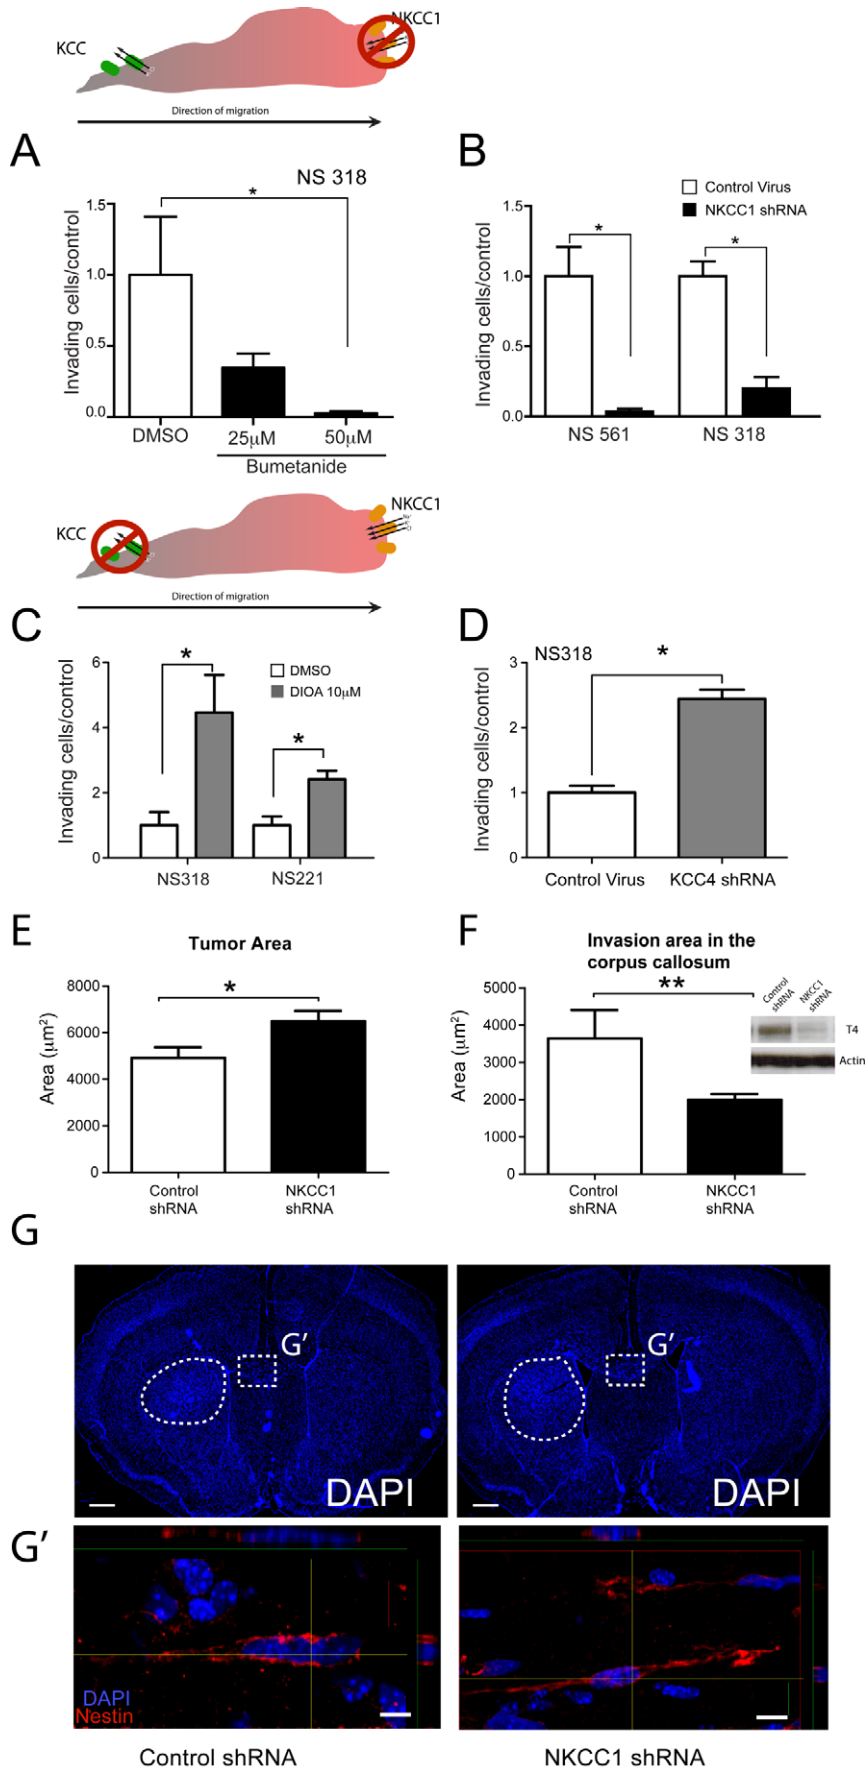 NKCC1
KCC
Direction of migration
A
NS 318
*
Invading cells/control
1.5
1.0
0.5
0.0
DMSO
25μM
50μM
Bumetanide
B
Control Virus
NKCC1 shRNA
*
*
Invading cells/control
1.5
1.0
0.5
0.0
NS 561
NS 318
NKCC1
KCC
Direction of migration
C
DMSO
DIOA 10μM
*
*
Invading cells/control
6
4
2
0
NS318
NS221
D
NS318
*
Invading cells/control
3
2
1
0
Control Virus
KCC4 shRNA
E
Tumor Area
*
Area (μm²)
8000
6000
4000
2000
0
Control
shRNA
NKCC1
shRNA
F
Invasion area in the
corpus callosum
**
Area (μm²)
5000
4000
3000
2000
1000
0
Control
shRNA
NKCC1
shRNA
Control
shRNA
NKCC1
shRNA
T4
Actin
G
G'
DAPI
G'
DAPI
G'
DAPI
Nestin
Control shRNA
NKCC1 shRNA